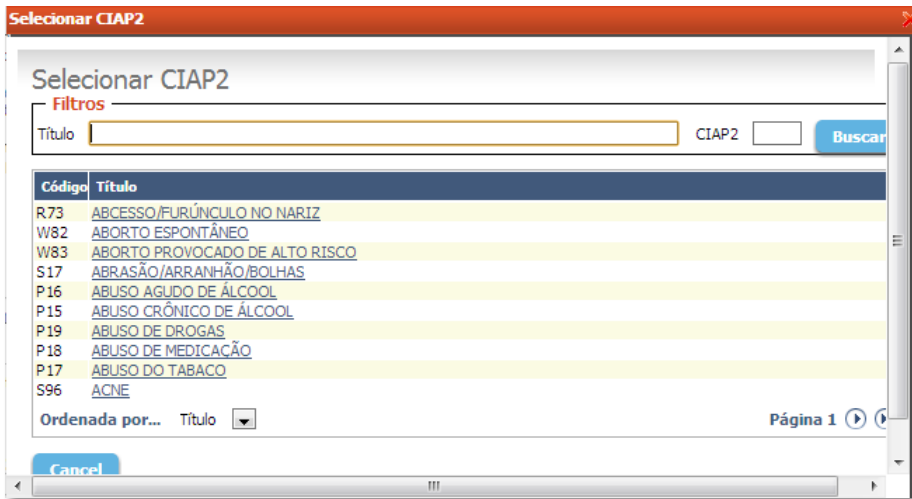 Selecionar CIAP2
Selecionar CIAP2
Filtros
Título CIAP2 Buscar
Código Título
R73 ABCESSO/FURÚNCULO NO NARIZ
W82 ABORTO ESPONTÂNEO
W83 ABORTO PROVOCADO DE ALTO RISCO
S17 ABRASÃO/ARRANHÃO/BOLHAS
P16 ABUSO AGUDO DE ÁLCOOL
P15 ABUSO CRÔNICO DE ÁLCOOL
P19 ABUSO DE DROGAS
P18 ABUSO DE MEDICAÇÃO
P17 ABUSO DO TABACO
S96 ACNE
Ordenada por... Título Página 1
Cancel